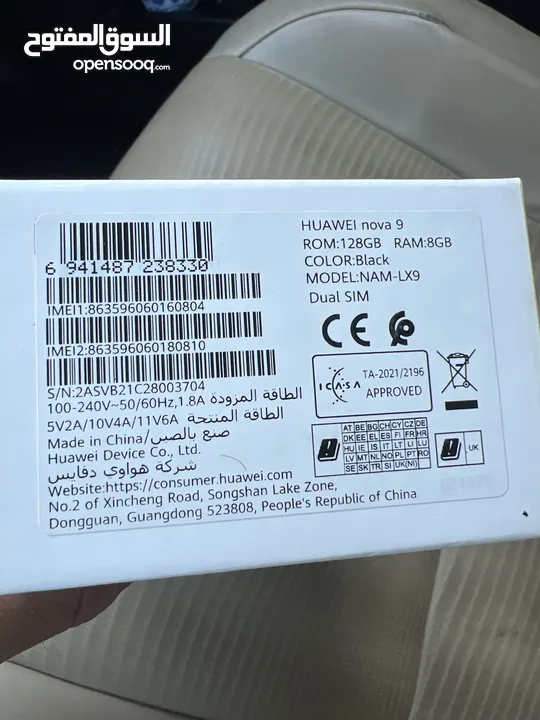 السوق المفتوح
opensooq.com
6 941487 238330
IMEI1:863596060160804
IMEI2:863596060180810
S/N:2ASVB21C28003704
HUAWEI nova 9
ROM:128GB RAM:8GB
COLOR:Black
MODEL:NAM-LX9
Dual SIM
CE
ICASA
TA-2021/2196
APPROVED
الطاقة المزودة 100-240V~50/60Hz,1.8A
الطاقة المنتجة 5V2A/10V4A/11V6A
Made in China/صنع بالصين
Huawei Device Co., Ltd.
شركة هواوي دفايس
Website:https://consumer.huawei.com
No.2 of Xincheng Road, Songshan Lake Zone,
Dongguan, Guangdong 523808, People's Republic of China
AT BE BG CH CY CZ DE
DK EE EL ES FI FR HR
HU IE IS IT LT LI LU
LV MT NL NO PL PT RO
SE SK TR SI UK(NI)
UK